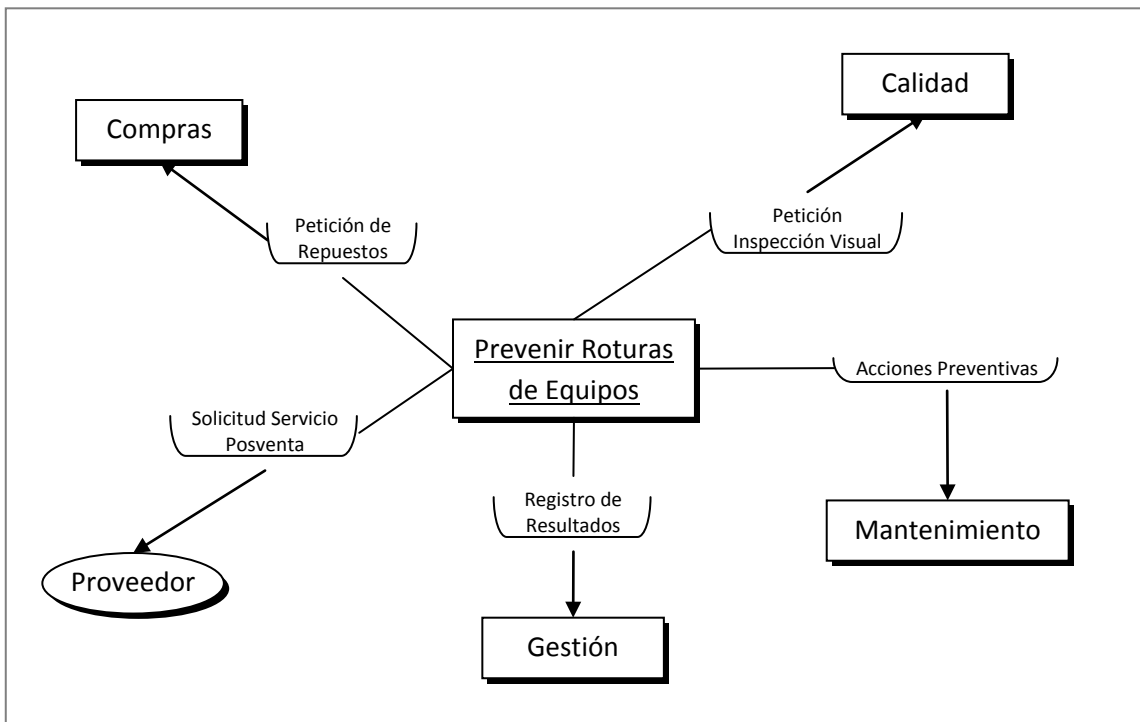 Calidad
Compras
Petición de
Repuestos
Petición
Inspección Visual
Prevenir Roturas
de Equipos
Acciones Preventivas
Solicitud Servicio
Posventa
Registro de
Resultados
Mantenimiento
Proveedor
Gestión